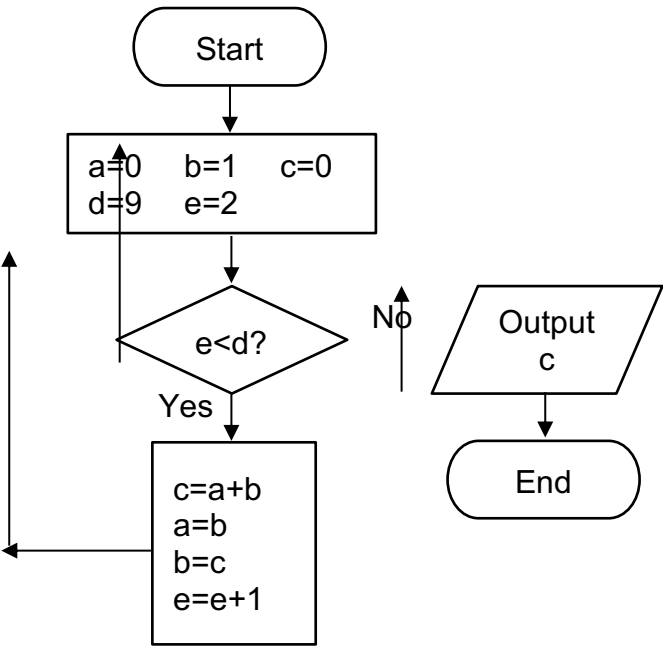 Start
a=0 b=1 c=0
d=9 e=2
e<d?
No
Yes
c=a+b
a=b
b=c
e=e+1
Output
c
End